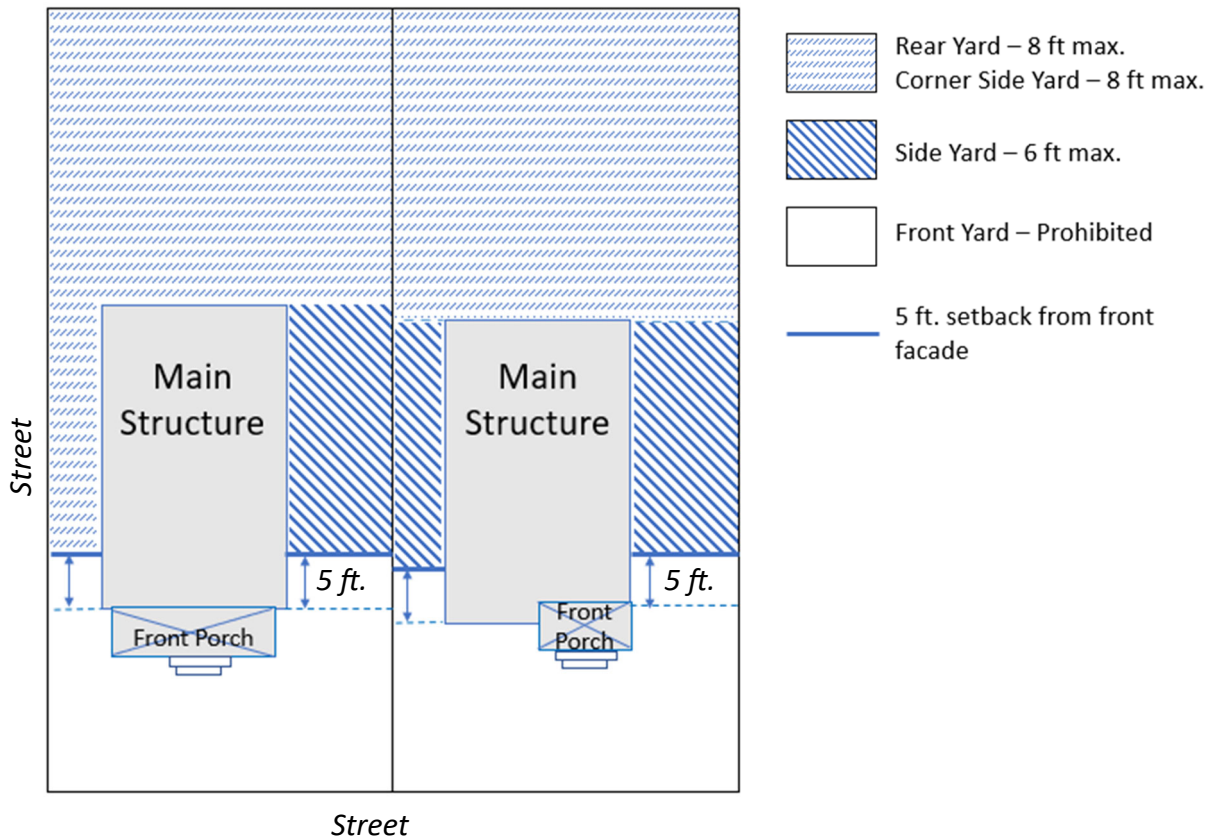 Rear Yard – 8 ft max.
Corner Side Yard – 8 ft max.
Side Yard – 6 ft max.
Front Yard – Prohibited
5 ft. setback from front
facade
Main
Structure
Main
Structure
Street
5 ft.
5 ft.
Front Porch
Front
Porch
Street